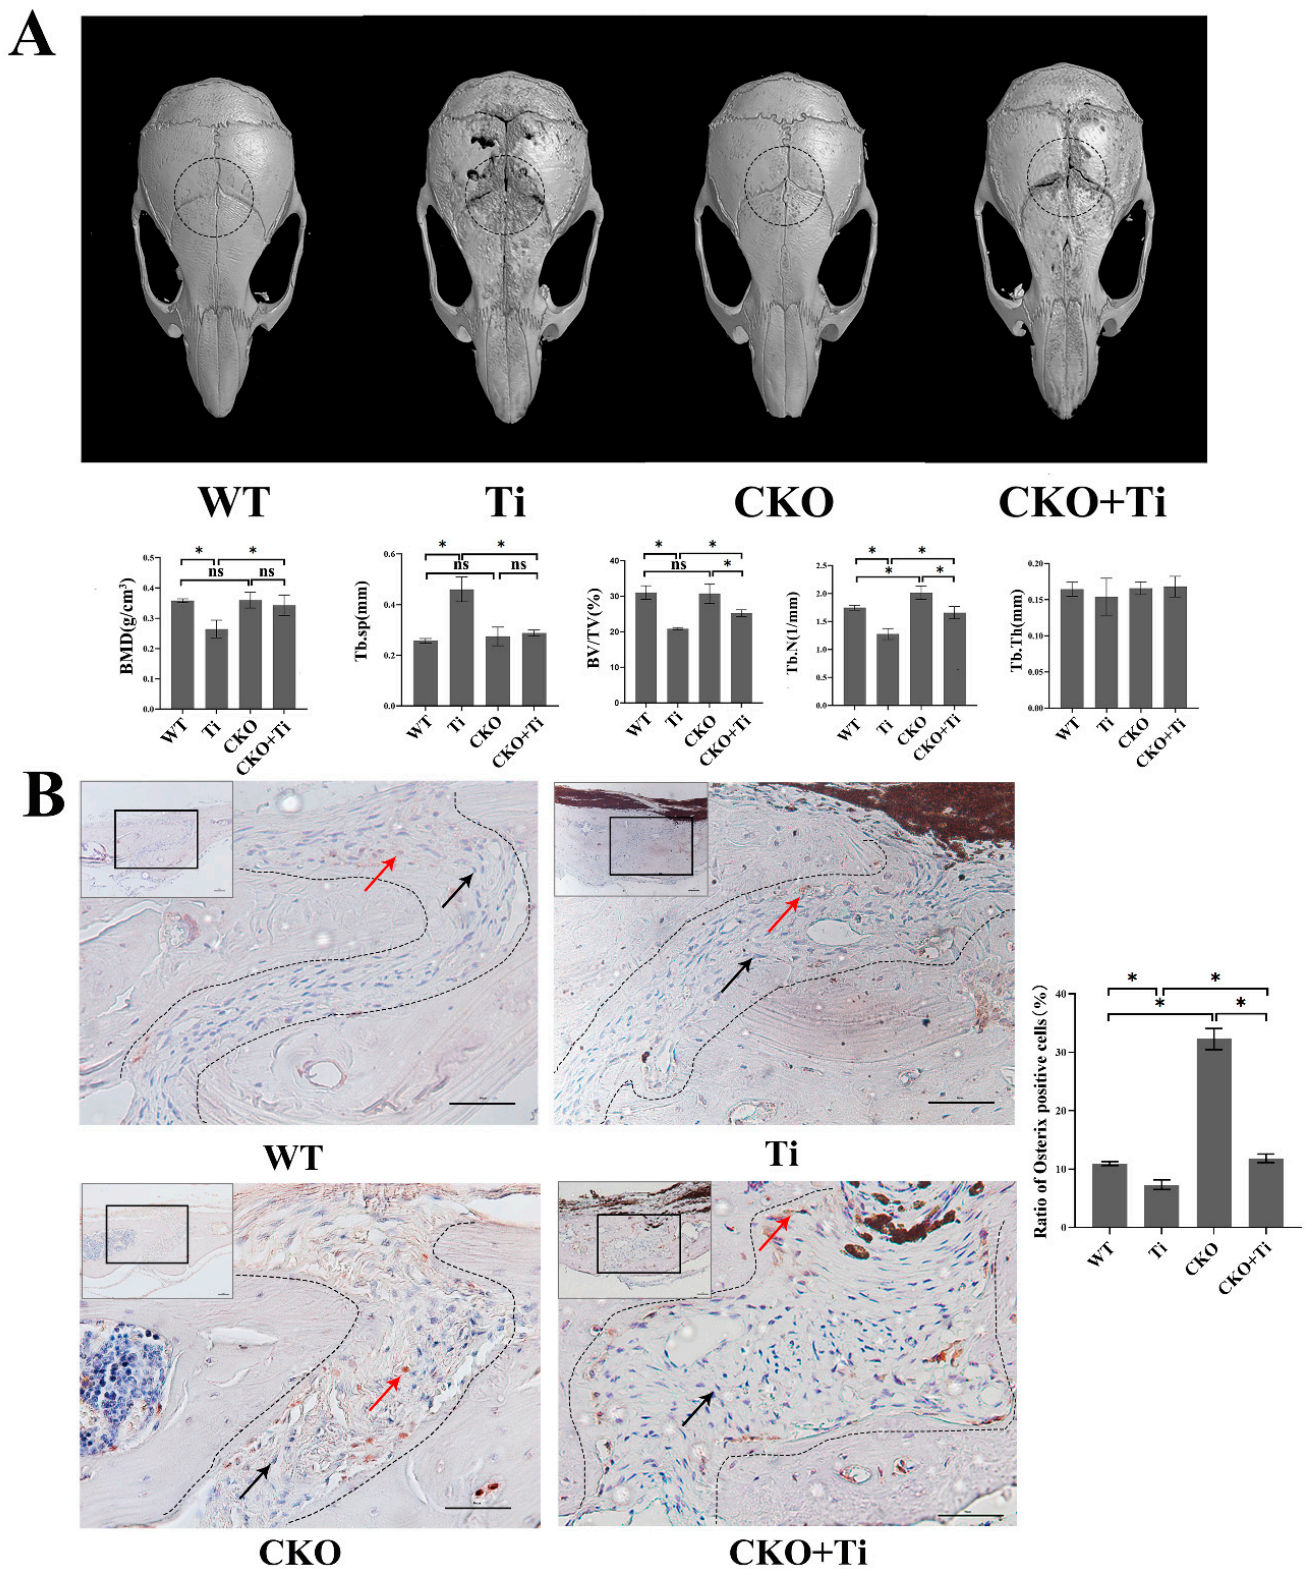 A
WT Ti CKO CKO+Ti
BMD(g/cm³)
0.5
0.4
0.3
0.2
0.1
0.0
* *
ns ns
WT Ti CKO CKO+Ti
Tb.sp(mm)
0.6
0.4
0.2
0.0
* *
ns ns
WT Ti CKO CKO+Ti
BV/TV(%)
40
30
20
10
0
* *
ns *
WT Ti CKO CKO+Ti
Tb.N(1/mm)
2.5
2.0
1.5
1.0
0.5
0.0
* *
* *
WT Ti CKO CKO+Ti
Tb.Th(mm)
0.20
0.15
0.10
0.05
0.00
WT Ti CKO CKO+Ti
B
WT Ti
CKO CKO+Ti
Ratio of Osterix positive cells(%)
40
30
20
10
0
* *
* *
WT Ti CKO CKO+Ti